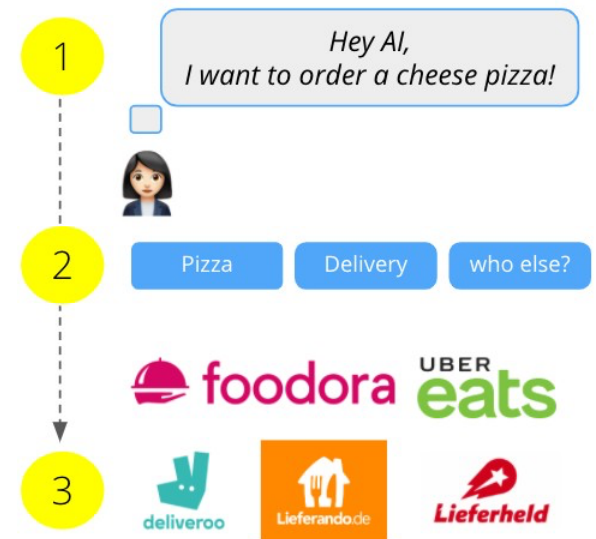 1
Hey AI,
I want to order a cheese pizza!
2
Pizza
Delivery
who else?
foodora
UBER
eats
3
deliveroo
Lieferando.de
Lieferheld